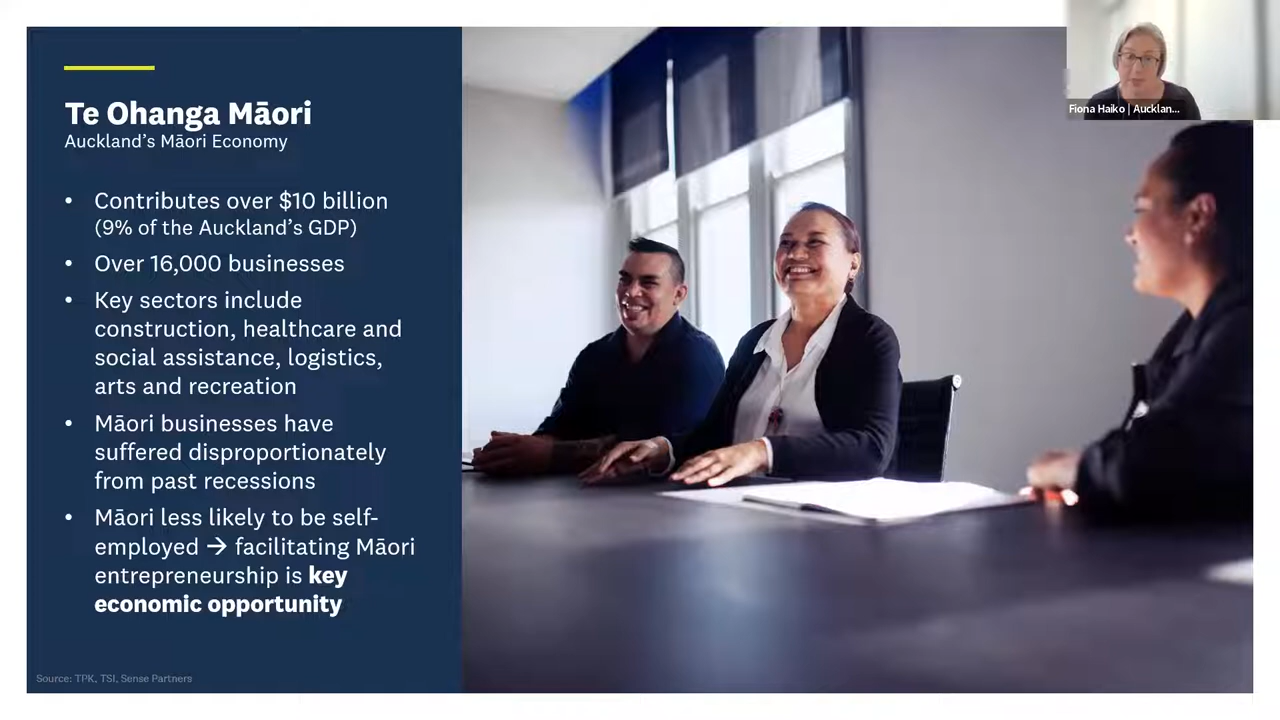 Te Ohanga Māori
Auckland's Māori Economy
• Contributes over $10 billion
(9% of the Auckland's GDP)
• Over 16,000 businesses
• Key sectors include
construction, healthcare and
social assistance, logistics,
arts and recreation
• Māori businesses have
suffered disproportionately
from past recessions
• Māori less likely to be self-
employed → facilitating Māori
entrepreneurship is key
economic opportunity
Source: TPK, TSI, Sense Partners
Fiona Haiko | Aucklan...